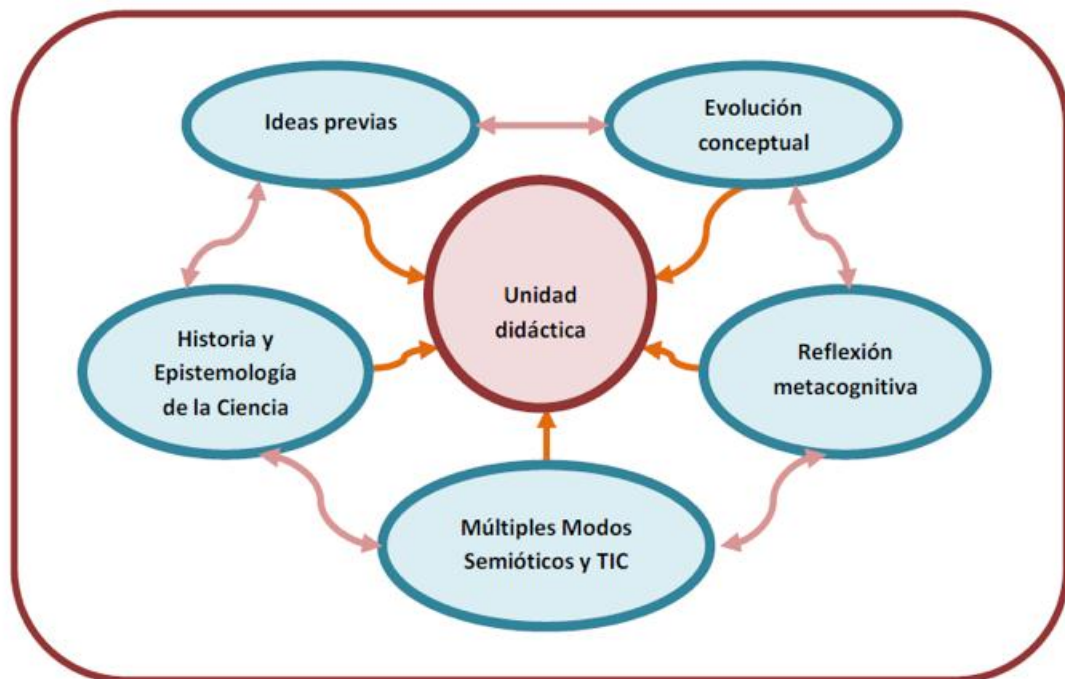 Ideas previas
Evolución
conceptual
Unidad
didáctica
Historia y
Epistemología
de la Ciencia
Reflexión
metacognitiva
Múltiples Modos
Semióticos y TIC